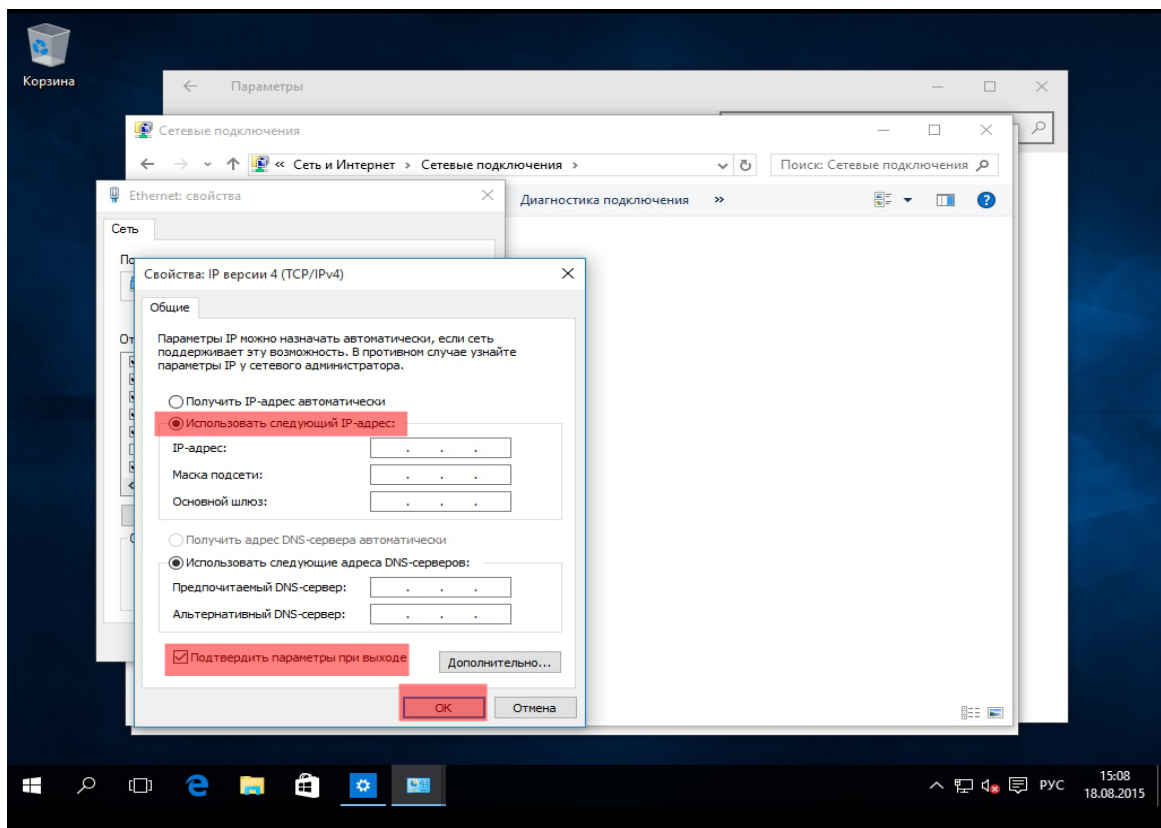 Корзина
Параметры
Сетевые подключения
« Сеть и Интернет › Сетевые подключения ›
Поиск: Сетевые подключения
Ethernet: свойства
Диагностика подключения »
Сеть
Свойства: IP версии 4 (TCP/IPv4)
Общие
Параметры IP можно назначать автоматически, если сеть
поддерживает эту возможность. В противном случае узнайте
параметры IP у сетевого администратора.
Получить IP-адрес автоматически
Использовать следующий IP-адрес:
IP-адрес: . . .
Маска подсети: . . .
Основной шлюз: . . .
Получить адрес DNS-сервера автоматически
Использовать следующие адреса DNS-серверов:
Предпочитаемый DNS-сервер: . . .
Альтернативный DNS-сервер: . . .
Подтвердить параметры при выходе
Дополнительно...
ОК
Отмена
РУС
15:08
18.08.2015